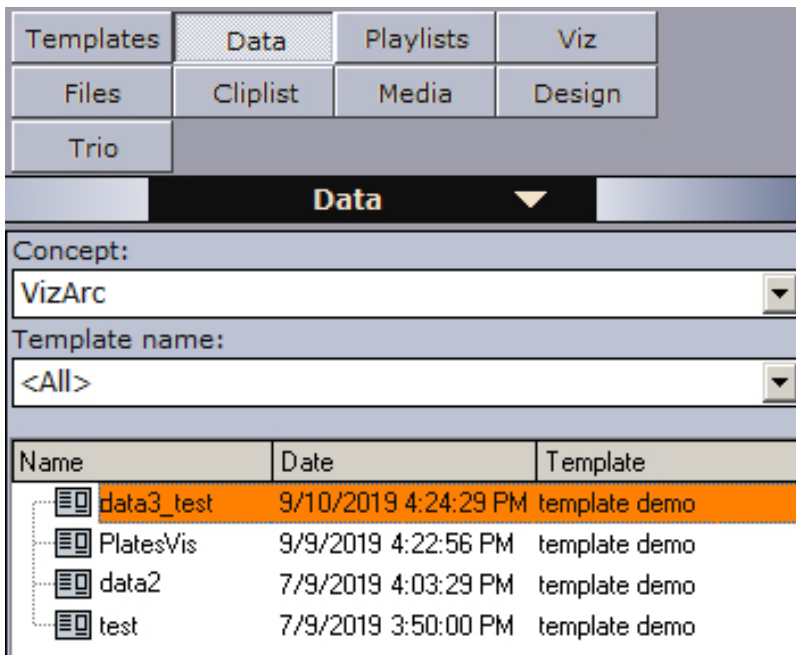 Templates Data Playlists Viz
Files Cliplist Media Design
Trio
Data
Concept:
VizArc
Template name:
<All>
Name Date Template
data3_test 9/10/2019 4:24:29 PM template demo
PlatesVis 9/9/2019 4:22:56 PM template demo
data2 7/9/2019 4:03:29 PM template demo
test 7/9/2019 3:50:00 PM template demo